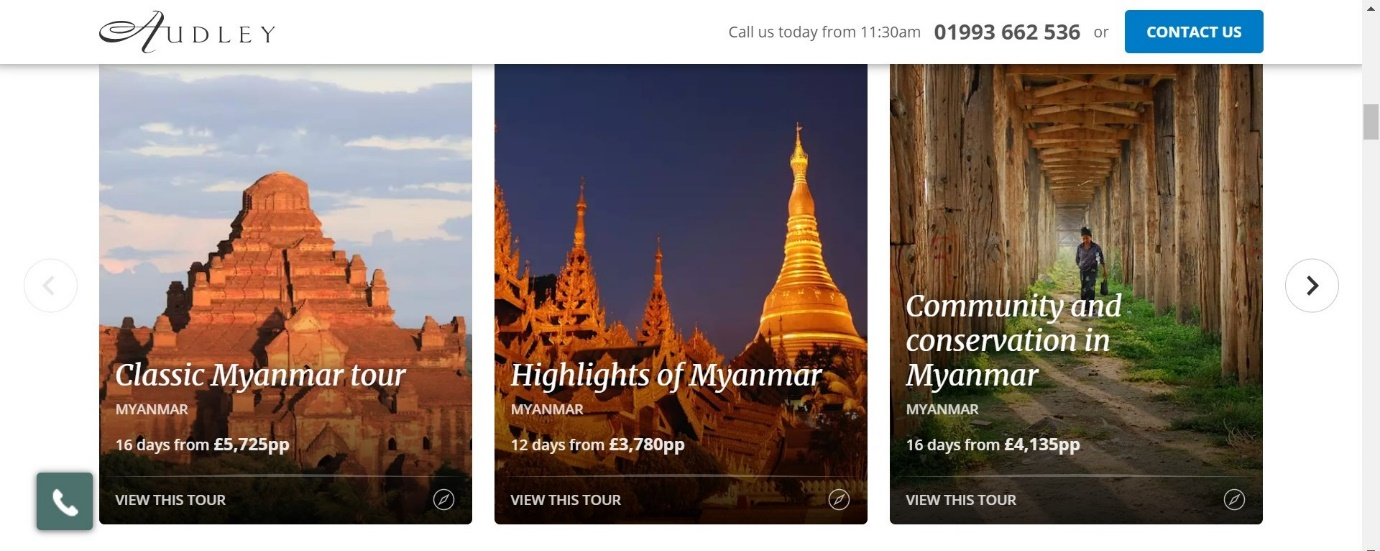 AUDLEY
Call us today from 11:30am 01993 662 536 or CONTACT US
Classic Myanmar tour
MYANMAR
16 days from £5,725pp
VIEW THIS TOUR
Highlights of Myanmar
MYANMAR
12 days from £3,780pp
VIEW THIS TOUR
Community and
conservation in
Myanmar
MYANMAR
16 days from £4,135pp
VIEW THIS TOUR